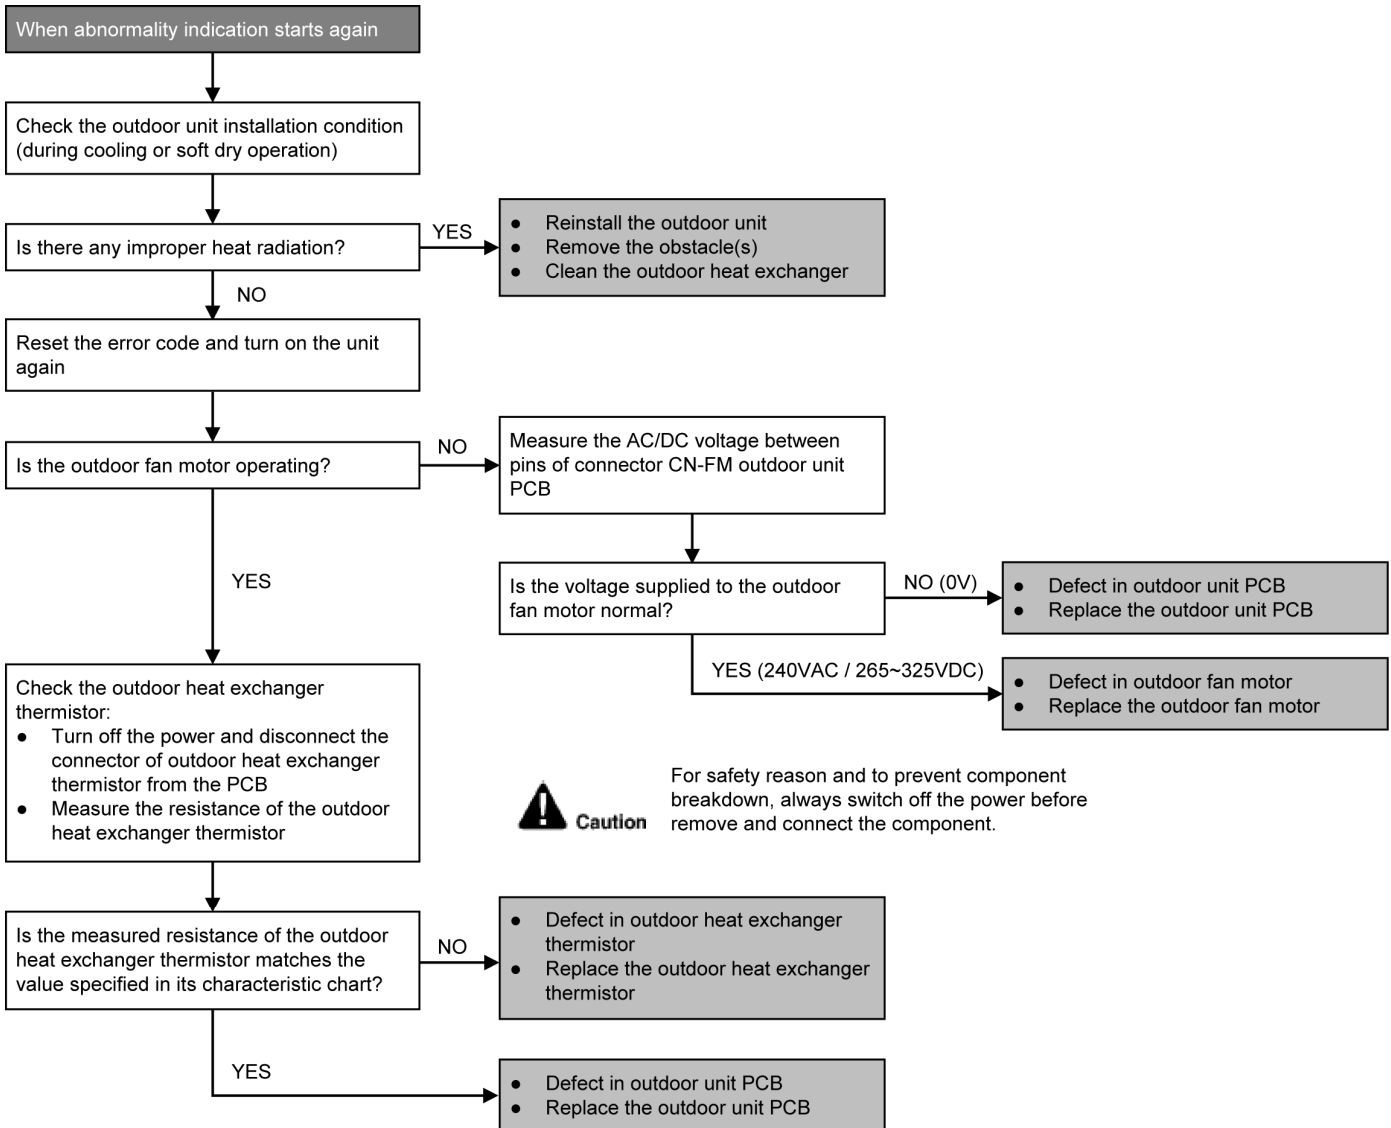 When abnormality indication starts again
Check the outdoor unit installation condition
(during cooling or soft dry operation)
Is there any improper heat radiation?
YES
● Reinstall the outdoor unit
● Remove the obstacle(s)
● Clean the outdoor heat exchanger
NO
Reset the error code and turn on the unit
again
Is the outdoor fan motor operating?
NO
Measure the AC/DC voltage between
pins of connector CN-FM outdoor unit
PCB
YES
Is the voltage supplied to the outdoor
fan motor normal?
NO (0V)
● Defect in outdoor unit PCB
● Replace the outdoor unit PCB
YES (240VAC / 265~325VDC)
● Defect in outdoor fan motor
● Replace the outdoor fan motor
Check the outdoor heat exchanger
thermistor:
● Turn off the power and disconnect the
connector of outdoor heat exchanger
thermistor from the PCB
● Measure the resistance of the outdoor
heat exchanger thermistor
Caution
For safety reason and to prevent component
breakdown, always switch off the power before
remove and connect the component.
Is the measured resistance of the outdoor
heat exchanger thermistor matches the
value specified in its characteristic chart?
NO
● Defect in outdoor heat exchanger
thermistor
● Replace the outdoor heat exchanger
thermistor
YES
● Defect in outdoor unit PCB
● Replace the outdoor unit PCB